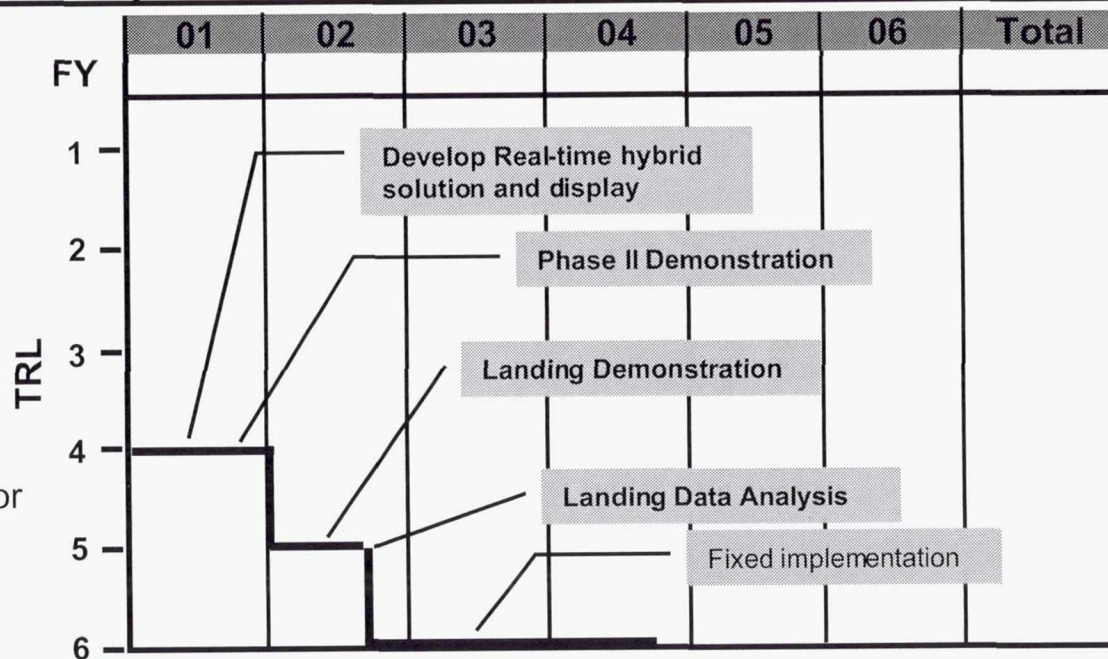 01 02 03 04 05 06 Total
FY
1
Develop Real-time hybrid
solution and display
2
Phase II Demonstration
3
Landing Demonstration
TRL
4
or
Landing Data Analysis
5
Fixed implementation
6